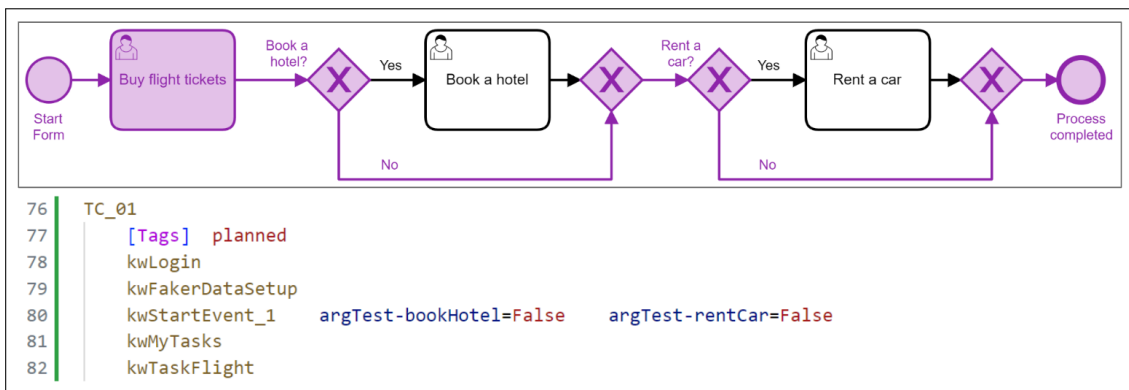 Start
Form
Buy flight tickets
Book a
hotel?
X
Yes
Book a hotel
No
X
Rent a
car?
X
Yes
Rent a car
No
X
Process
completed
76 TC_01
77 [Tags] planned
78 kwLogin
79 kwFakerDataSetup
80 kwStartEvent_1 argTest-bookHotel=False argTest-rentCar=False
81 kwMyTasks
82 kwTaskFlight